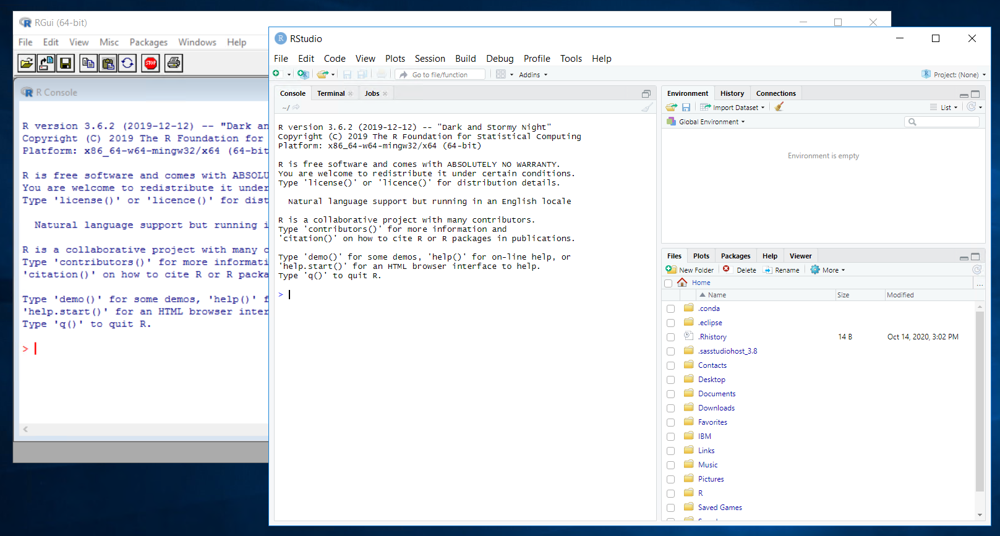 RGui (64-bit)
File Edit View Misc Packages Windows Help
STOP
R Console
R version 3.6.2 (2019-12-12) -- "Dark an
Copyright (C) 2019 The R Foundation for
Platform: x86_64-w64-mingw32/x64 (64-bit
R is free software and comes with ABSOLU
You are welcome to redistribute it under
Type 'license()' or 'licence()' for dist
Natural language support but running i
R is a collaborative project with many c
Type 'contributors()' for more informati
'citation()' on how to cite R or R packa
Type 'demo()' for some demos, 'help()' f
'help.start()' for an HTML browser inter
Type 'q()' to quit R.
>
R RStudio
File Edit Code View Plots Session Build Debug Profile Tools Help
Go to file/function Addins Project: (None)
Console Terminal Jobs
~/
R version 3.6.2 (2019-12-12) -- "Dark and Stormy Night"
Copyright (C) 2019 The R Foundation for Statistical Computing
Platform: x86_64-w64-mingw32/x64 (64-bit)
R is free software and comes with ABSOLUTELY NO WARRANTY.
You are welcome to redistribute it under certain conditions.
Type 'license()' or 'licence()' for distribution details.
Natural language support but running in an English locale
R is a collaborative project with many contributors.
Type 'contributors()' for more information and
'citation()' on how to cite R or R packages in publications.
Type 'demo()' for some demos, 'help()' for on-line help, or
'help.start()' for an HTML browser interface to help.
Type 'q()' to quit R.
>
Environment History Connections
Import Dataset List
Global Environment
Environment is empty
Files Plots Packages Help Viewer
New Folder Delete Rename More
Home ...
Name Size Modified
.conda
.eclipse
.Rhistory 14 B Oct 14, 2020, 3:02 PM
.sasstudiohost_3.8
Contacts
Desktop
Documents
Downloads
Favorites
IBM
Links
Music
Pictures
R
Saved Games